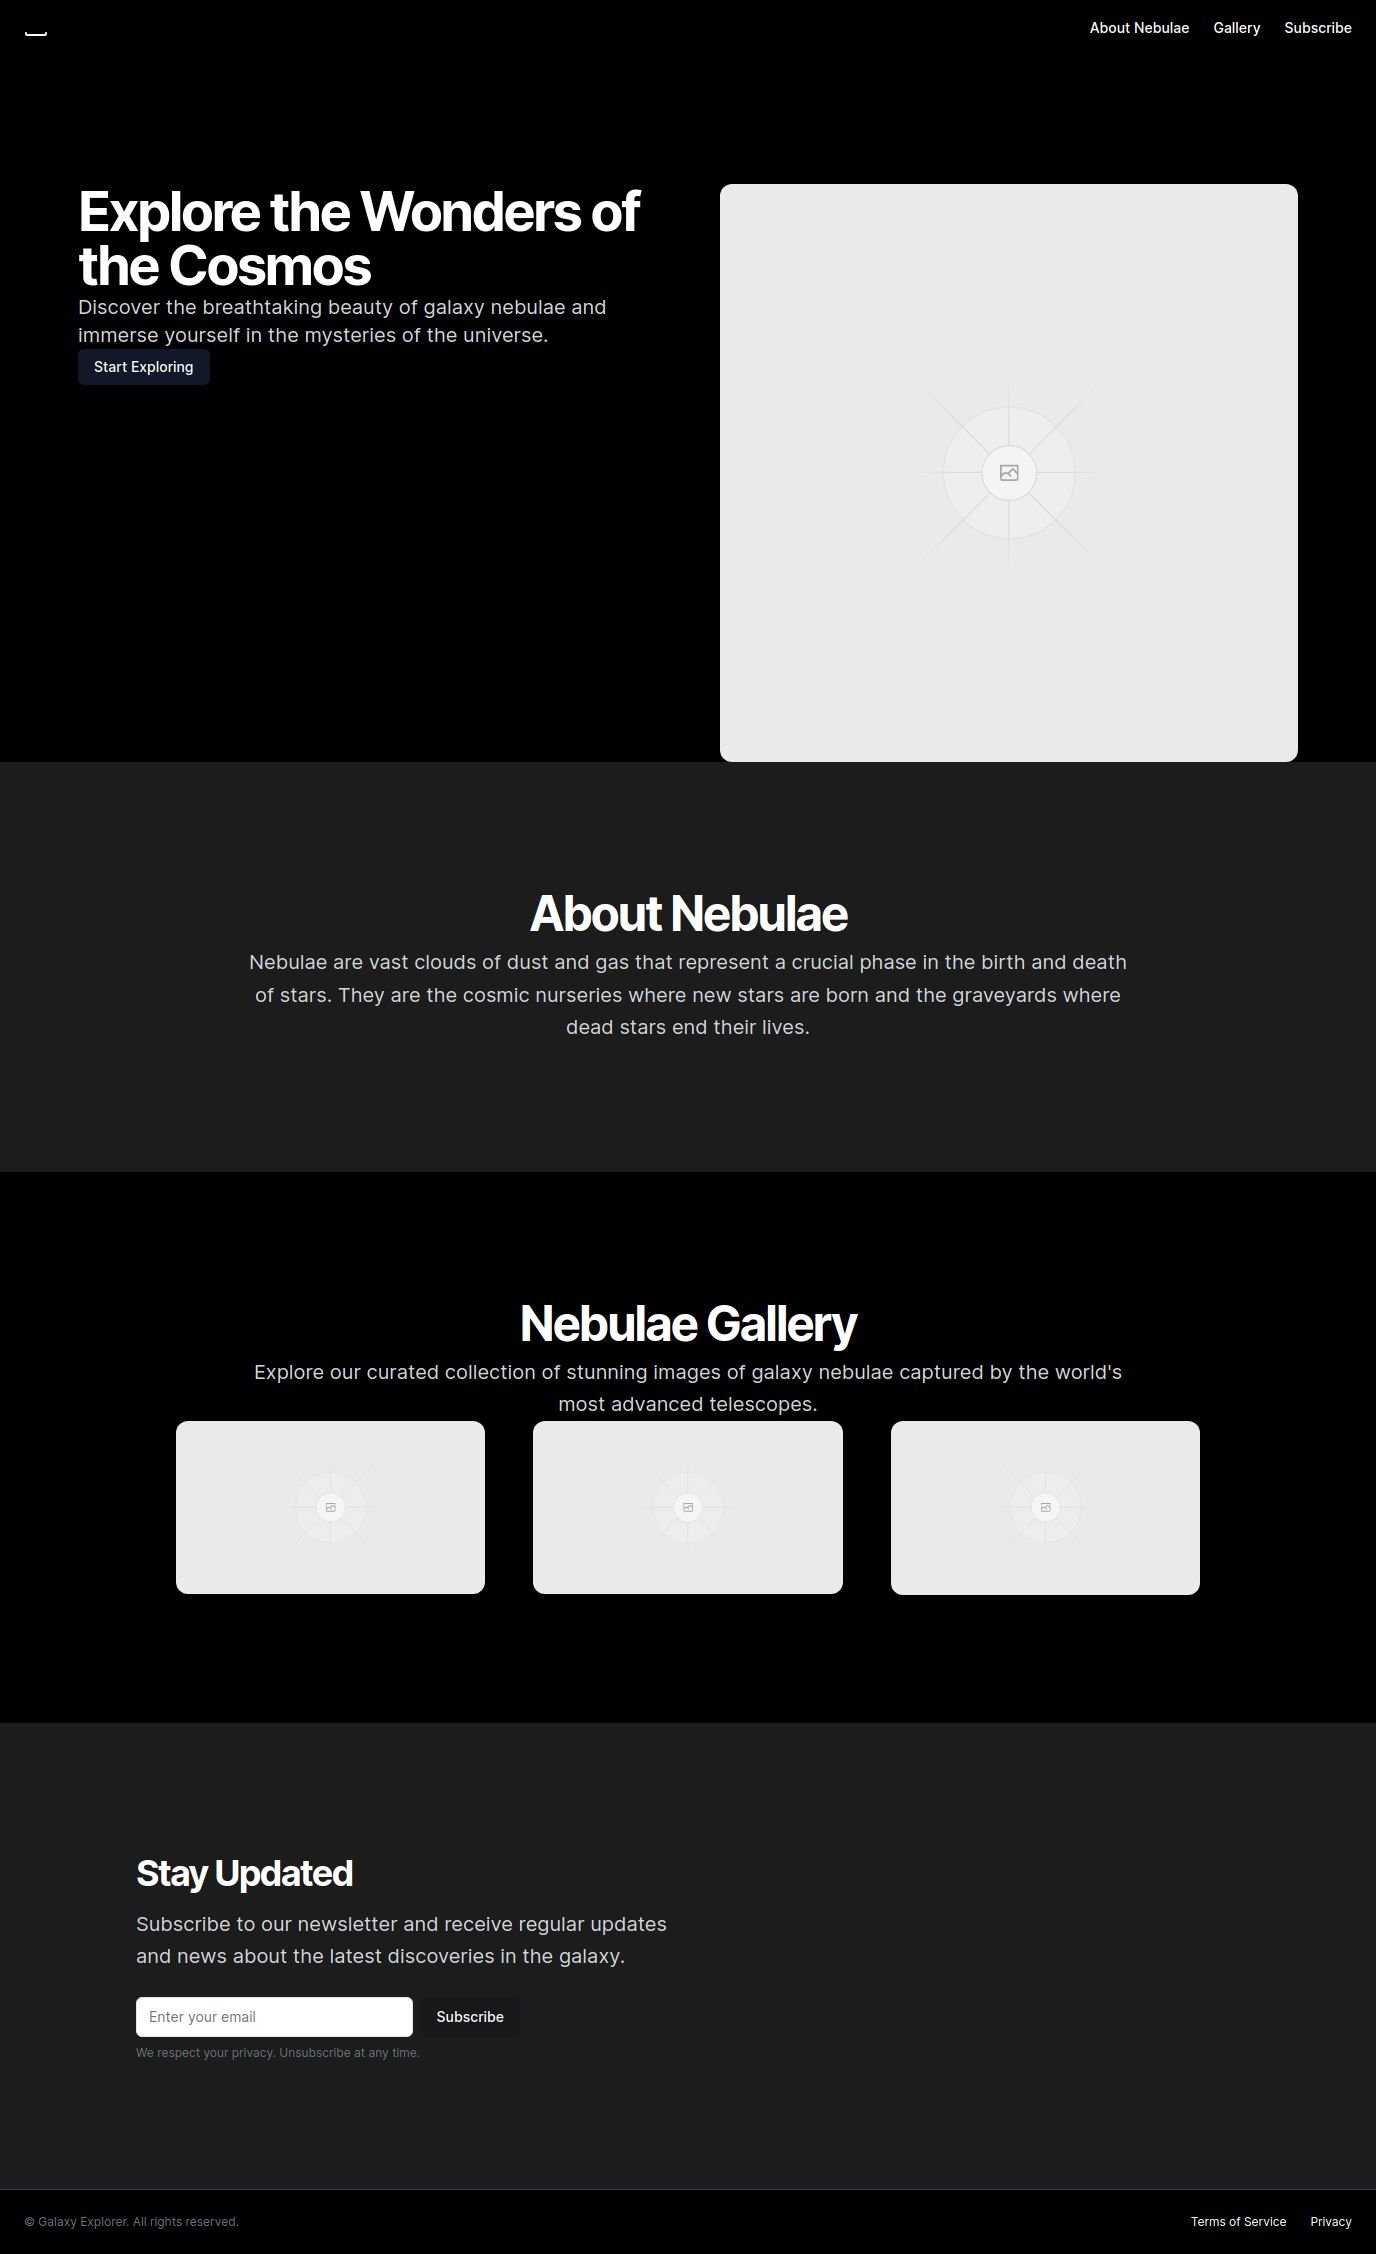 About Nebulae Gallery Subscribe
Explore the Wonders of
the Cosmos
Discover the breathtaking beauty of galaxy nebulae and
immerse yourself in the mysteries of the universe.
Start Exploring
About Nebulae
Nebulae are vast clouds of dust and gas that represent a crucial phase in the birth and death
of stars. They are the cosmic nurseries where new stars are born and the graveyards where
dead stars end their lives.
Nebulae Gallery
Explore our curated collection of stunning images of galaxy nebulae captured by the world's
most advanced telescopes.
Stay Updated
Subscribe to our newsletter and receive regular updates
and news about the latest discoveries in the galaxy.
Enter your email Subscribe
We respect your privacy. Unsubscribe at any time.
© Galaxy Explorer. All rights reserved. Terms of Service Privacy